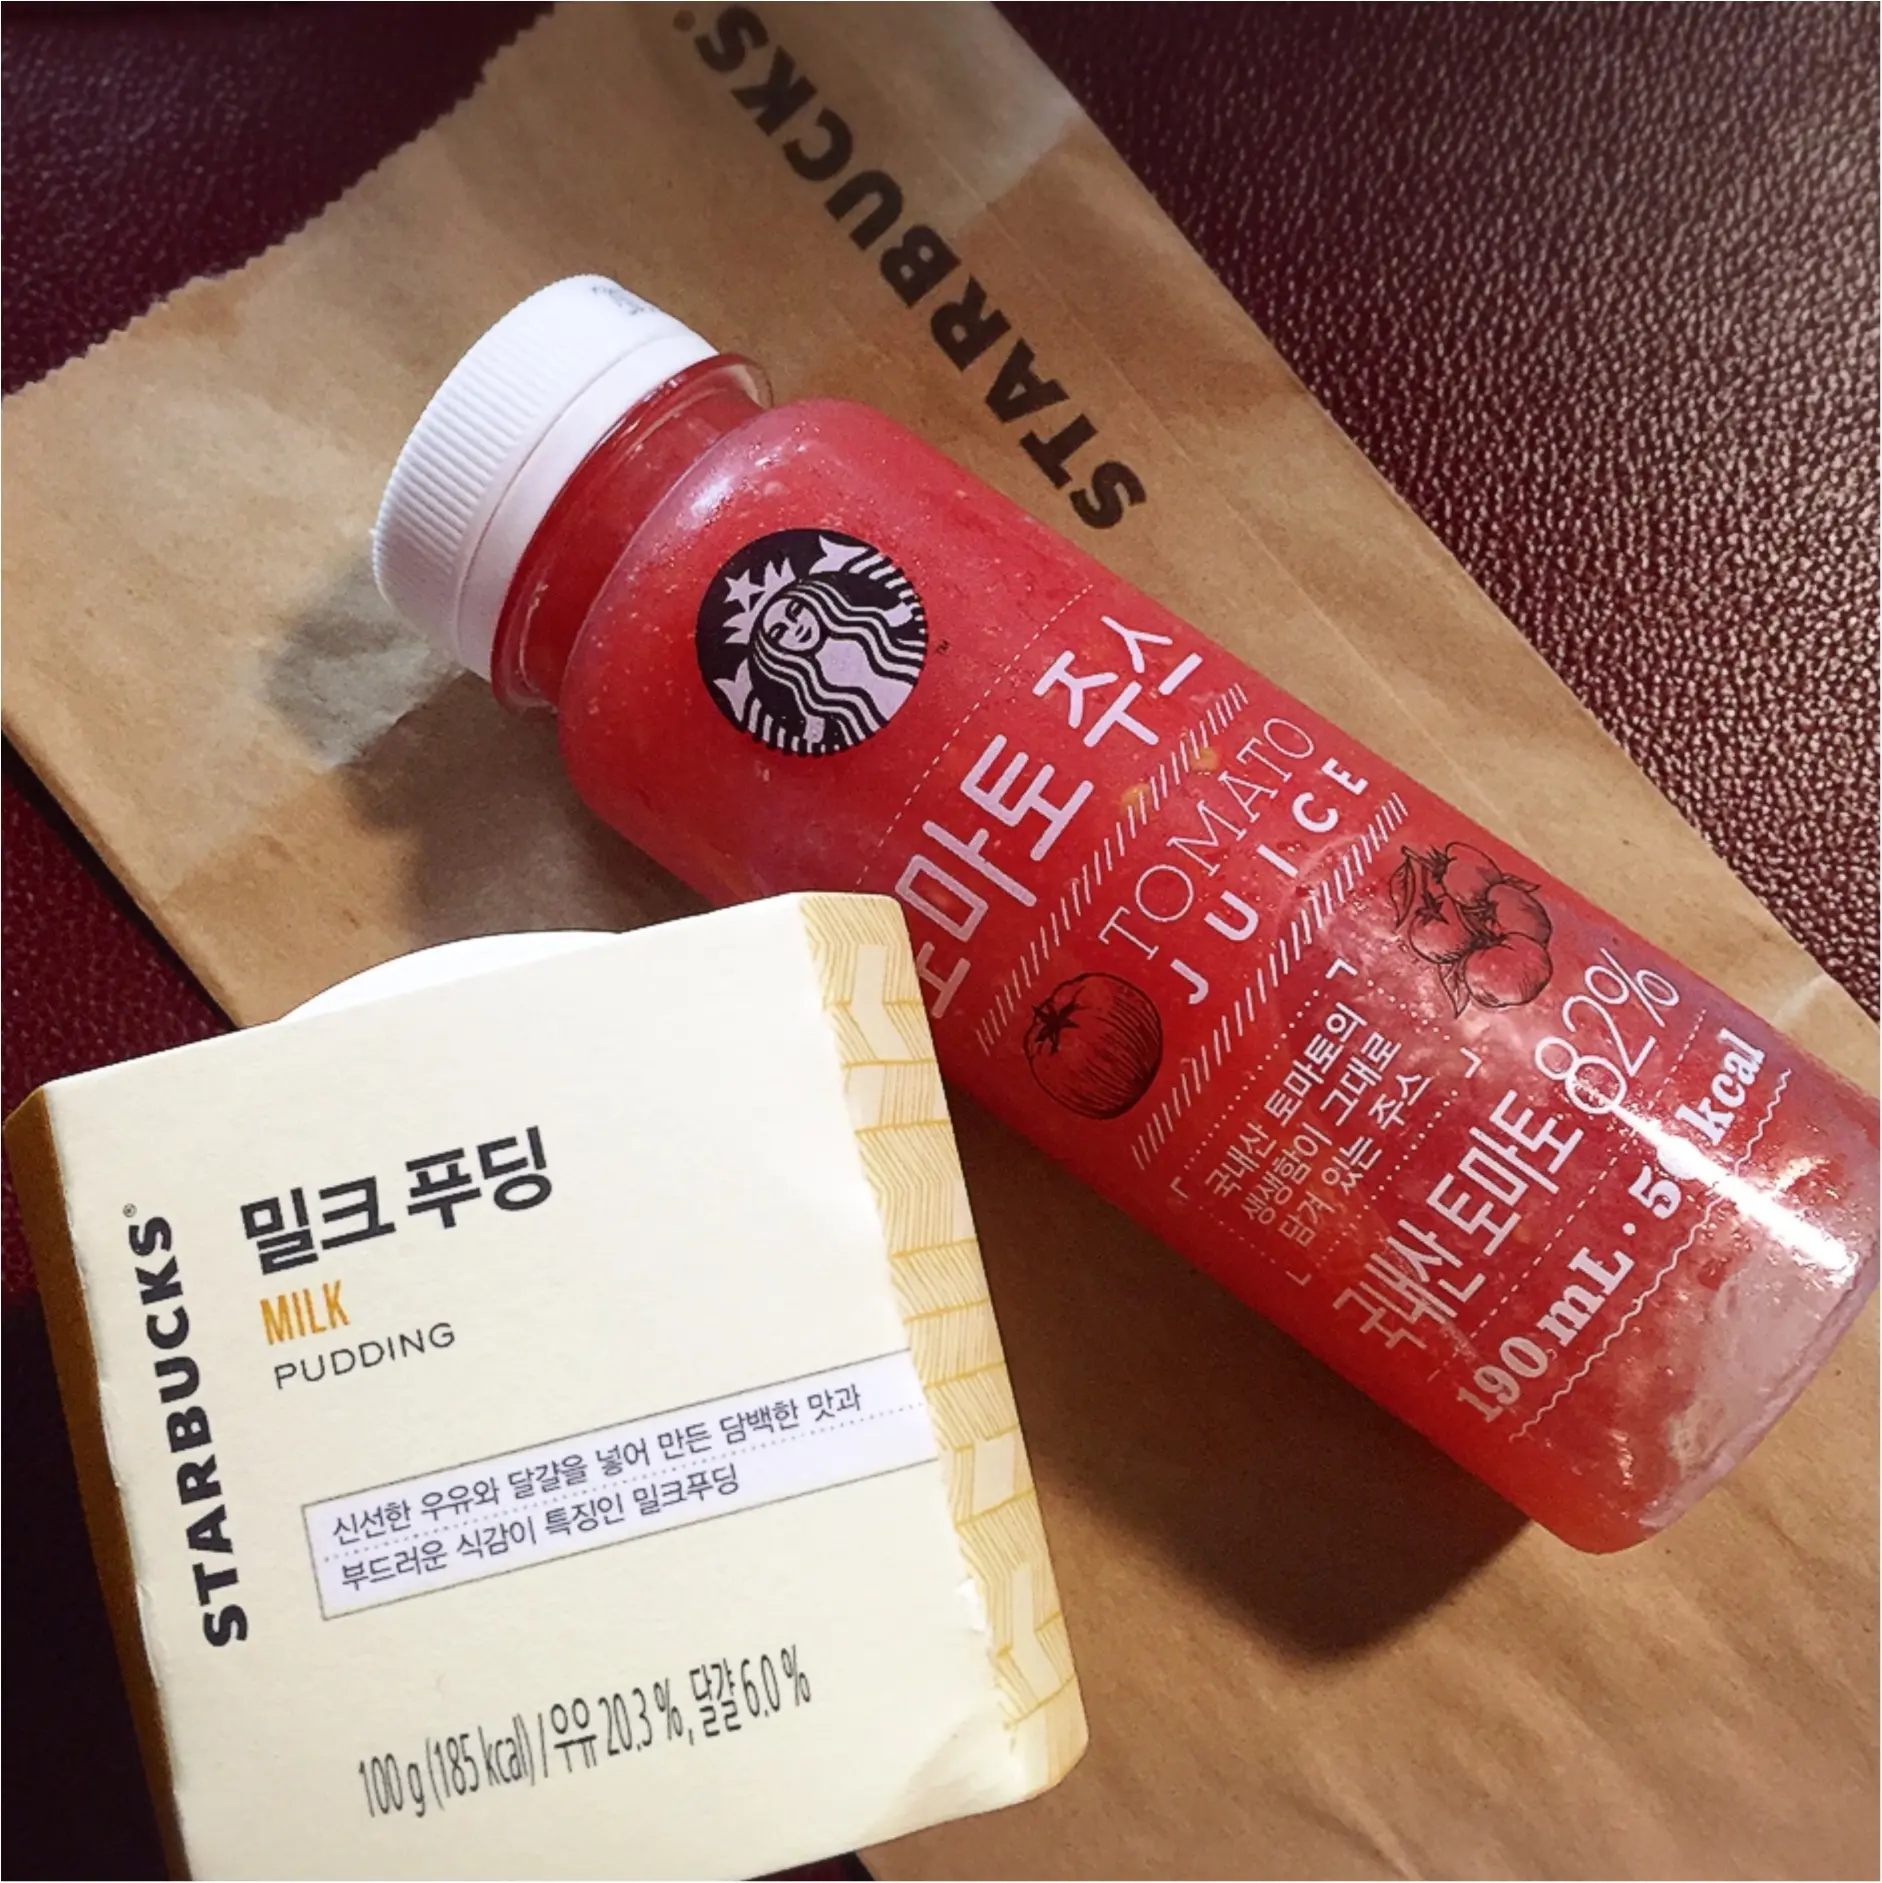 STARBUCKS®
주스
TOMATO
JUICE
국내산 토마토의
생생함이 그대로
담겨 있는 주스
국내산 토마토 82%
190 mL · kcal
STARBUCKS®
밀크 푸딩
MILK
PUDDING
신선한 우유와 달걀을 넣어 만든 담백한 맛과
부드러운 식감이 특징인 밀크푸딩
100 g (185 kcal) / 우유 20.3 %, 달걀 6.0 %